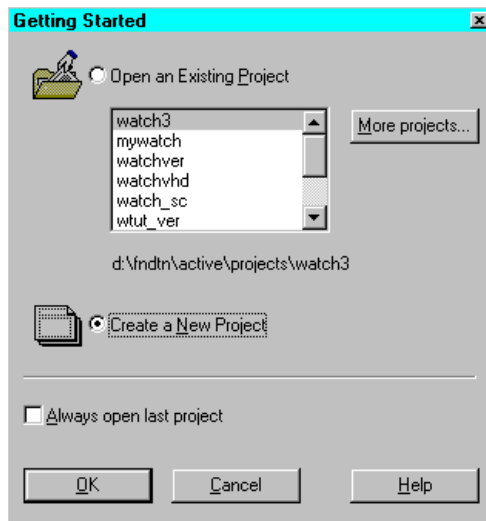 Getting Started
Open an Existing Project
watch3
mywatch
watchver
watchvhd
watch_sc
wtut_ver
More projects...
d:\fndtn\active\projects\watch3
Create a New Project
Always open last project
OK
Cancel
Help